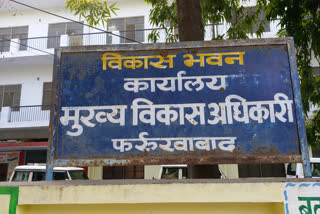 विकास भवन
कार्यालय
मुख्य विकास अधिकारी
फर्रुखाबाद